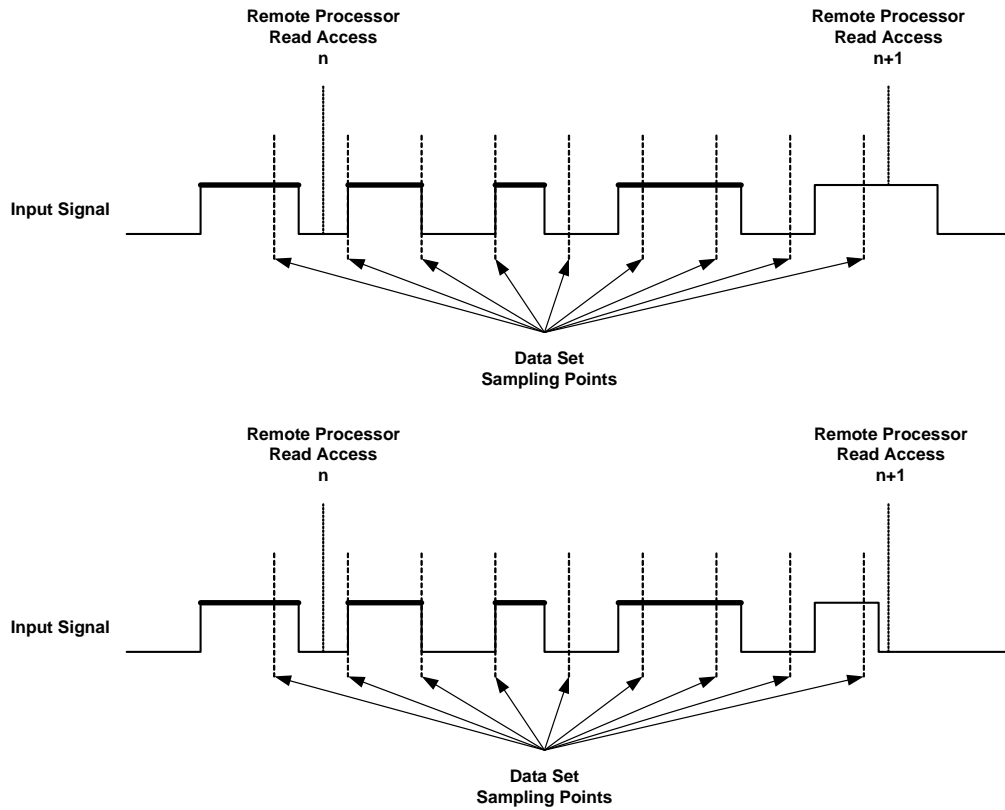 Remote Processor
Read Access
n
Remote Processor
Read Access
n+1
Input Signal
Data Set
Sampling Points
Remote Processor
Read Access
n
Remote Processor
Read Access
n+1
Input Signal
Data Set
Sampling Points